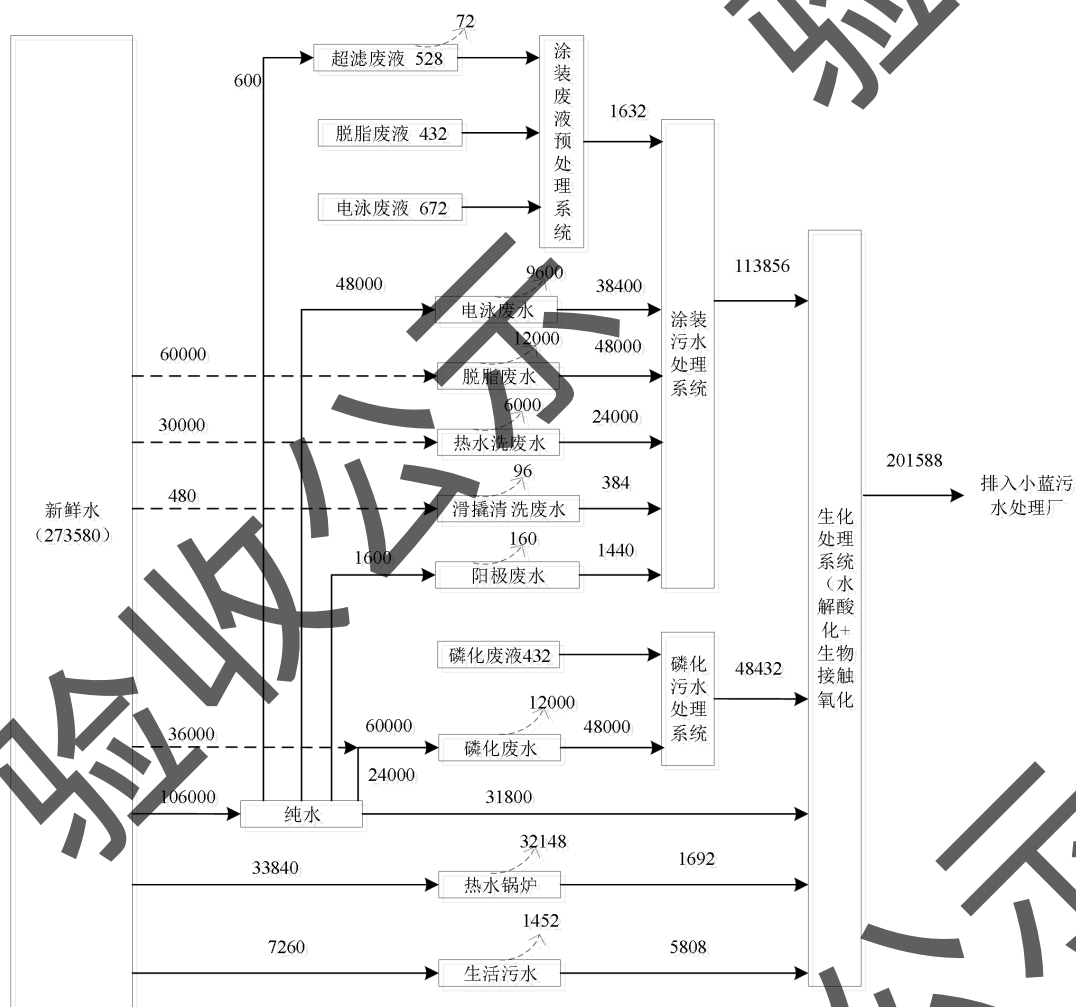 72
600
超滤废液 528
脱脂废液 432
电泳废液 672
涂装废液预处理系统
1632
48000
9600
电泳废水
38400
60000
12000
脱脂废水
48000
30000
6000
热水洗废水
24000
480
96
滑撬清洗废水
384
1600
160
阳极废水
1440
涂装
污水
处理
系统
113856
新鲜水
（273580）
磷化废液432
36000
60000
12000
磷化废水
48000
24000
磷化
污水
处理
系统
48432
106000
纯水
31800
33840
32148
热水锅炉
1692
7260
1452
生活污水
5808
生化
处理
系统
（水
解酸
化+
生物
接触
氧化
201588
排入小蓝污
水处理厂
验收公示
验
公示